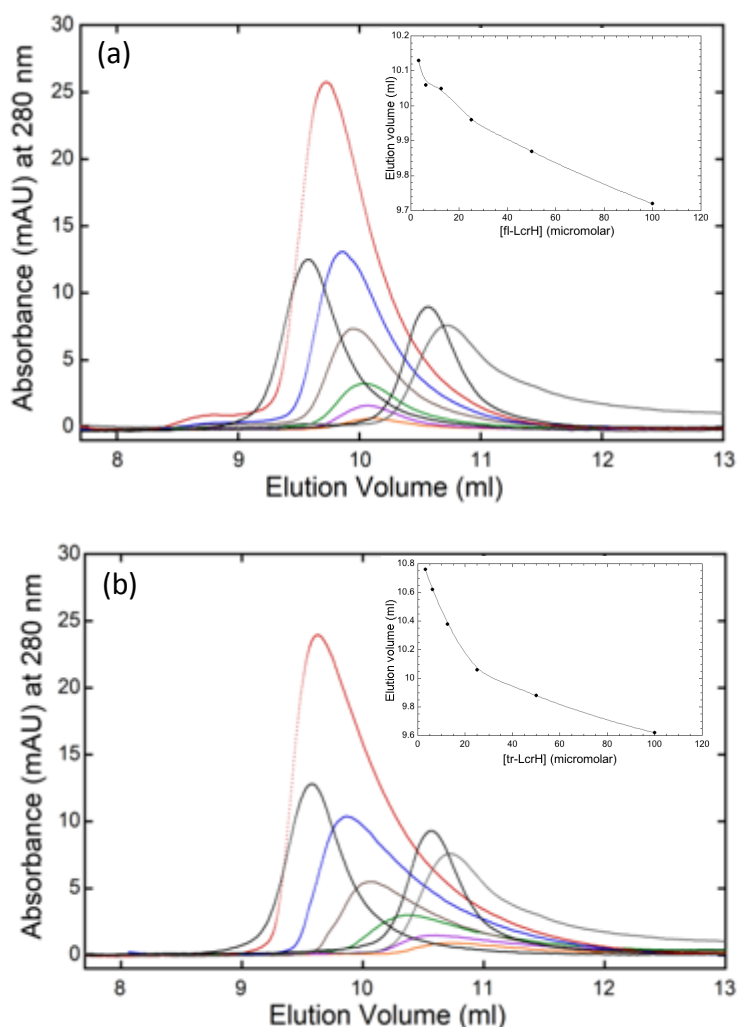 (a)
Absorbance (mAU) at 280 nm
30
25
20
15
10
5
0
8 9 10 11 12 13
Elution Volume (ml)
Elution volume (ml)
10.2
10.1
10
9.9
9.8
9.7
0 20 40 60 80 100 120
[fl-LcrH] (micromolar)
(b)
Absorbance (mAU) at 280 nm
30
25
20
15
10
5
0
8 9 10 11 12 13
Elution Volume (ml)
Elution volume (ml)
10.8
10.6
10.4
10.2
10
9.8
9.6
0 20 40 60 80 100 120
[tr-LcrH] (micromolar)